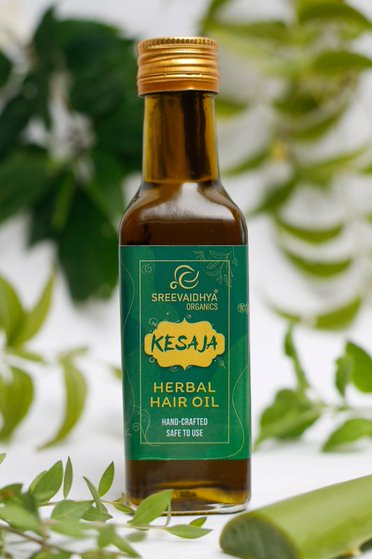 SREEVAIDHYA®
ORGANICS
KESAJA
HERBAL
HAIR OIL
HAND-CRAFTED
SAFE TO USE